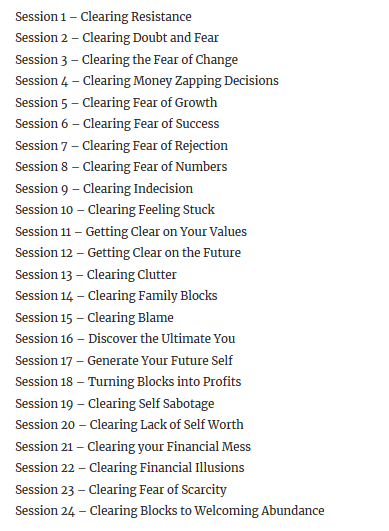 Session 1 – Clearing Resistance
Session 2 – Clearing Doubt and Fear
Session 3 – Clearing the Fear of Change
Session 4 – Clearing Money Zapping Decisions
Session 5 – Clearing Fear of Growth
Session 6 – Clearing Fear of Success
Session 7 – Clearing Fear of Rejection
Session 8 – Clearing Fear of Numbers
Session 9 – Clearing Indecision
Session 10 – Clearing Feeling Stuck
Session 11 – Getting Clear on Your Values
Session 12 – Getting Clear on the Future
Session 13 – Clearing Clutter
Session 14 – Clearing Family Blocks
Session 15 – Clearing Blame
Session 16 – Discover the Ultimate You
Session 17 – Generate Your Future Self
Session 18 – Turning Blocks into Profits
Session 19 – Clearing Self Sabotage
Session 20 – Clearing Lack of Self Worth
Session 21 – Clearing your Financial Mess
Session 22 – Clearing Financial Illusions
Session 23 – Clearing Fear of Scarcity
Session 24 – Clearing Blocks to Welcoming Abundance